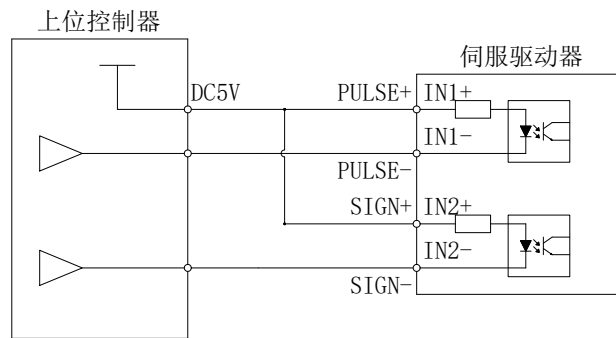 上位控制器
伺服驱动器
DC5V
PULSE+
IN1+
IN1-
PULSE-
SIGN+
IN2+
IN2-
SIGN-